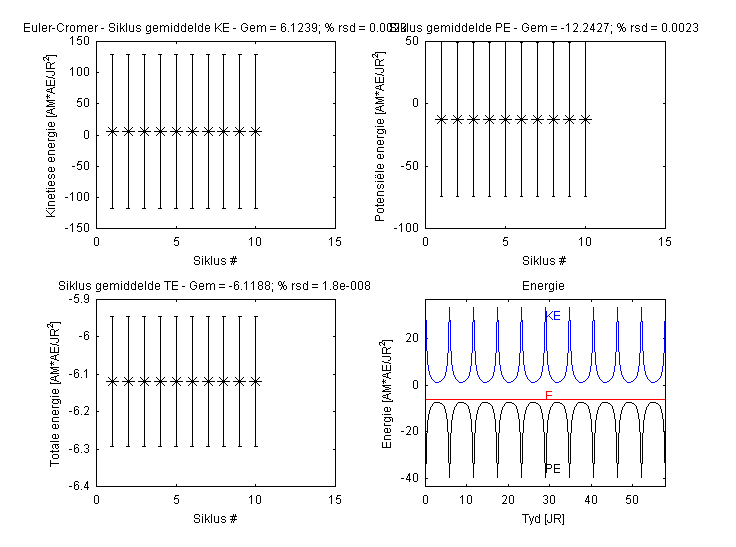 Euler-Cromer - Siklus gemiddelde KE - Gem = 6.1239; % rsd = 0.0023
150
100
50
0
-50
-100
-150
0
5
10
15
Kinetiese energie [AM*AE/JR²]
Siklus #
Siklus gemiddelde PE - Gem = -12.2427; % rsd = 0.0023
50
0
-50
-100
0
5
10
15
Potensiële energie [AM*AE/JR²]
Siklus #
Siklus gemiddelde TE - Gem = -6.1188; % rsd = 1.8e-008
-5.9
-6
-6.1
-6.2
-6.3
-6.4
0
5
10
15
Totale energie [AM*AE/JR²]
Siklus #
Energie
20
0
-20
-40
0
10
20
30
40
50
Energie [AM*AE/JR²]
Tyd [JR]
KE
E
PE